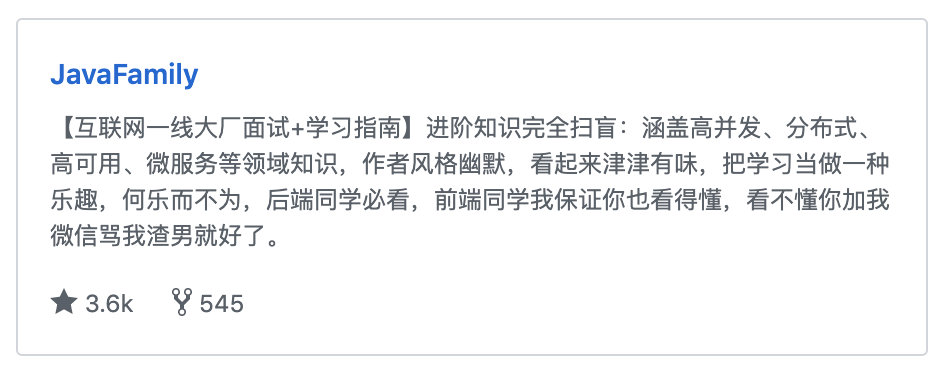 JavaFamily
【互联网一线大厂面试+学习指南】进阶知识完全扫盲：涵盖高并发、分布式、
高可用、微服务等领域知识，作者风格幽默，看起来津津有味，把学习当做一种
乐趣，何乐而不为，后端同学必看，前端同学我保证你也看得懂，看不懂你加我
微信骂我渣男就好了。
3.6k 545